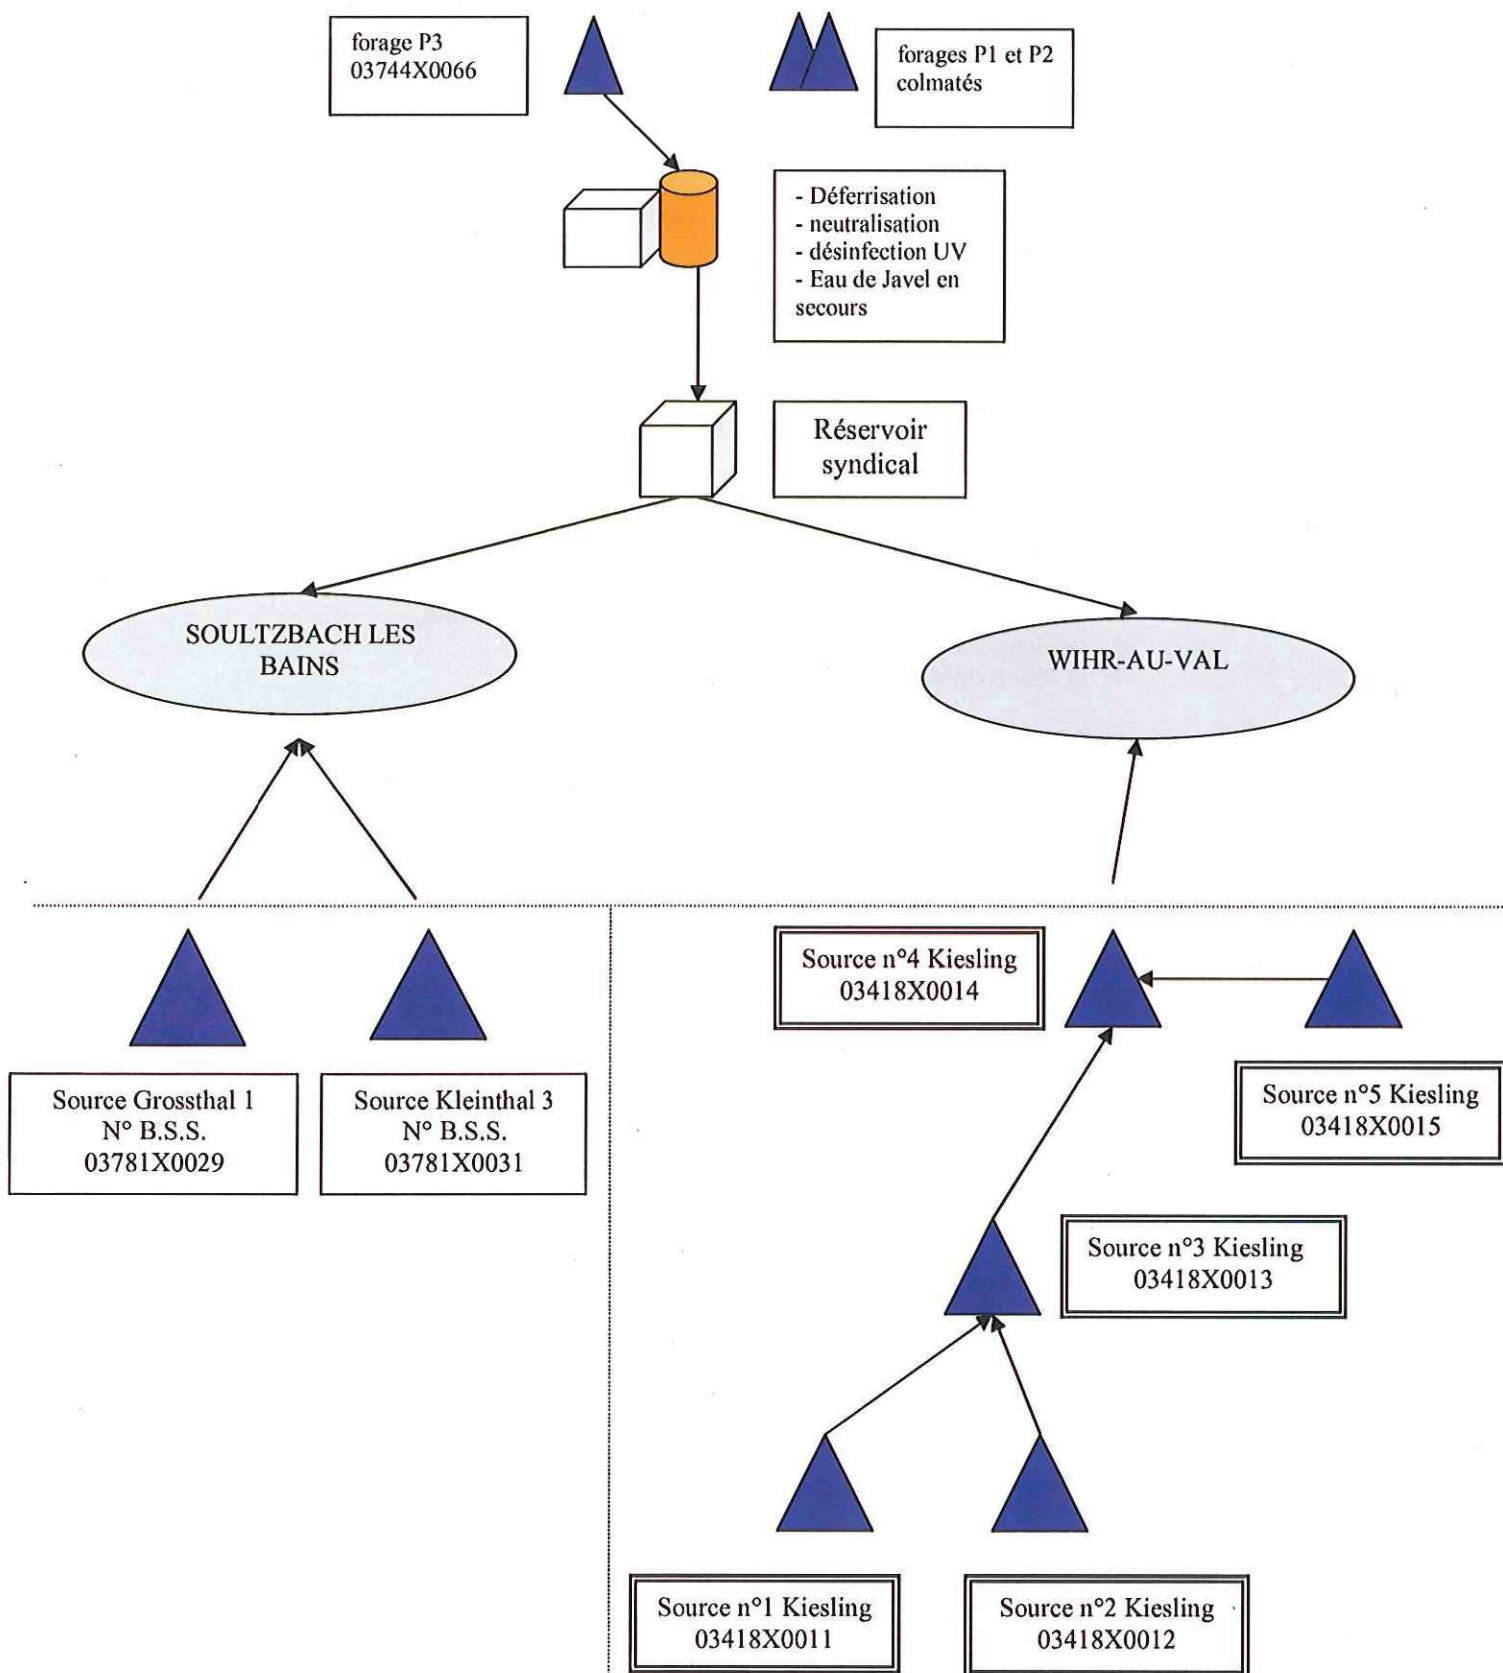 forage P3
03744X0066
forages P1 et P2
colmatés
- Déferrisation
- neutralisation
- désinfection UV
- Eau de Javel en
secours
Réservoir
syndical
SOULTZBACH LES
BAINS
WIHR-AU-VAL
Source n°4 Kiesling
03418X0014
Source n°5 Kiesling
03418X0015
Source Grossthal 1
N° B.S.S.
03781X0029
Source Kleinthal 3
N° B.S.S.
03781X0031
Source n°3 Kiesling
03418X0013
Source n°1 Kiesling
03418X0011
Source n°2 Kiesling
03418X0012